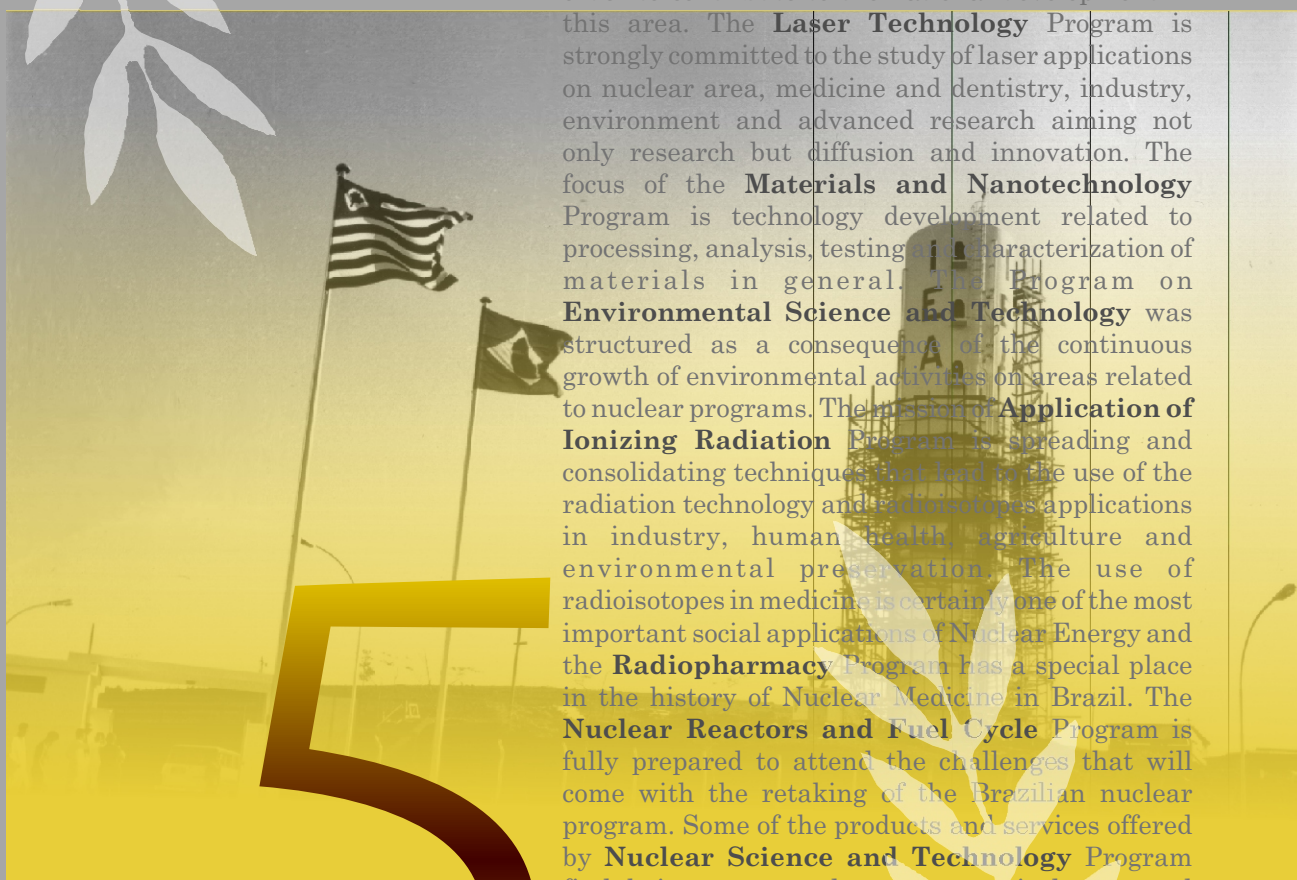 this area. The Laser Technology Program is
strongly committed to the study of laser applications
on nuclear area, medicine and dentistry, industry,
environment and advanced research aiming not
only research but diffusion and innovation. The
focus of the Materials and Nanotechnology
Program is technology development related to
processing, analysis, testing and characterization of
materials in general. The Program on
Environmental Science and Technology was
structured as a consequence of the continuous
growth of environmental activities on areas related
to nuclear programs. The mission of Application of
Ionizing Radiation Program is spreading and
consolidating techniques that lead to the use of the
radiation technology and radioisotopes applications
in industry, human health, agriculture and
environmental preservation. The use of
radioisotopes in medicine is certainly one of the most
important social applications of Nuclear Energy and
the Radiopharmacy Program has a special place
in the history of Nuclear Medicine in Brazil. The
Nuclear Reactors and Fuel Cycle Program is
fully prepared to attend the challenges that will
come with the retaking of the Brazilian nuclear
program. Some of the products and services offered
by Nuclear Science and Technology Program
I
E
A
5